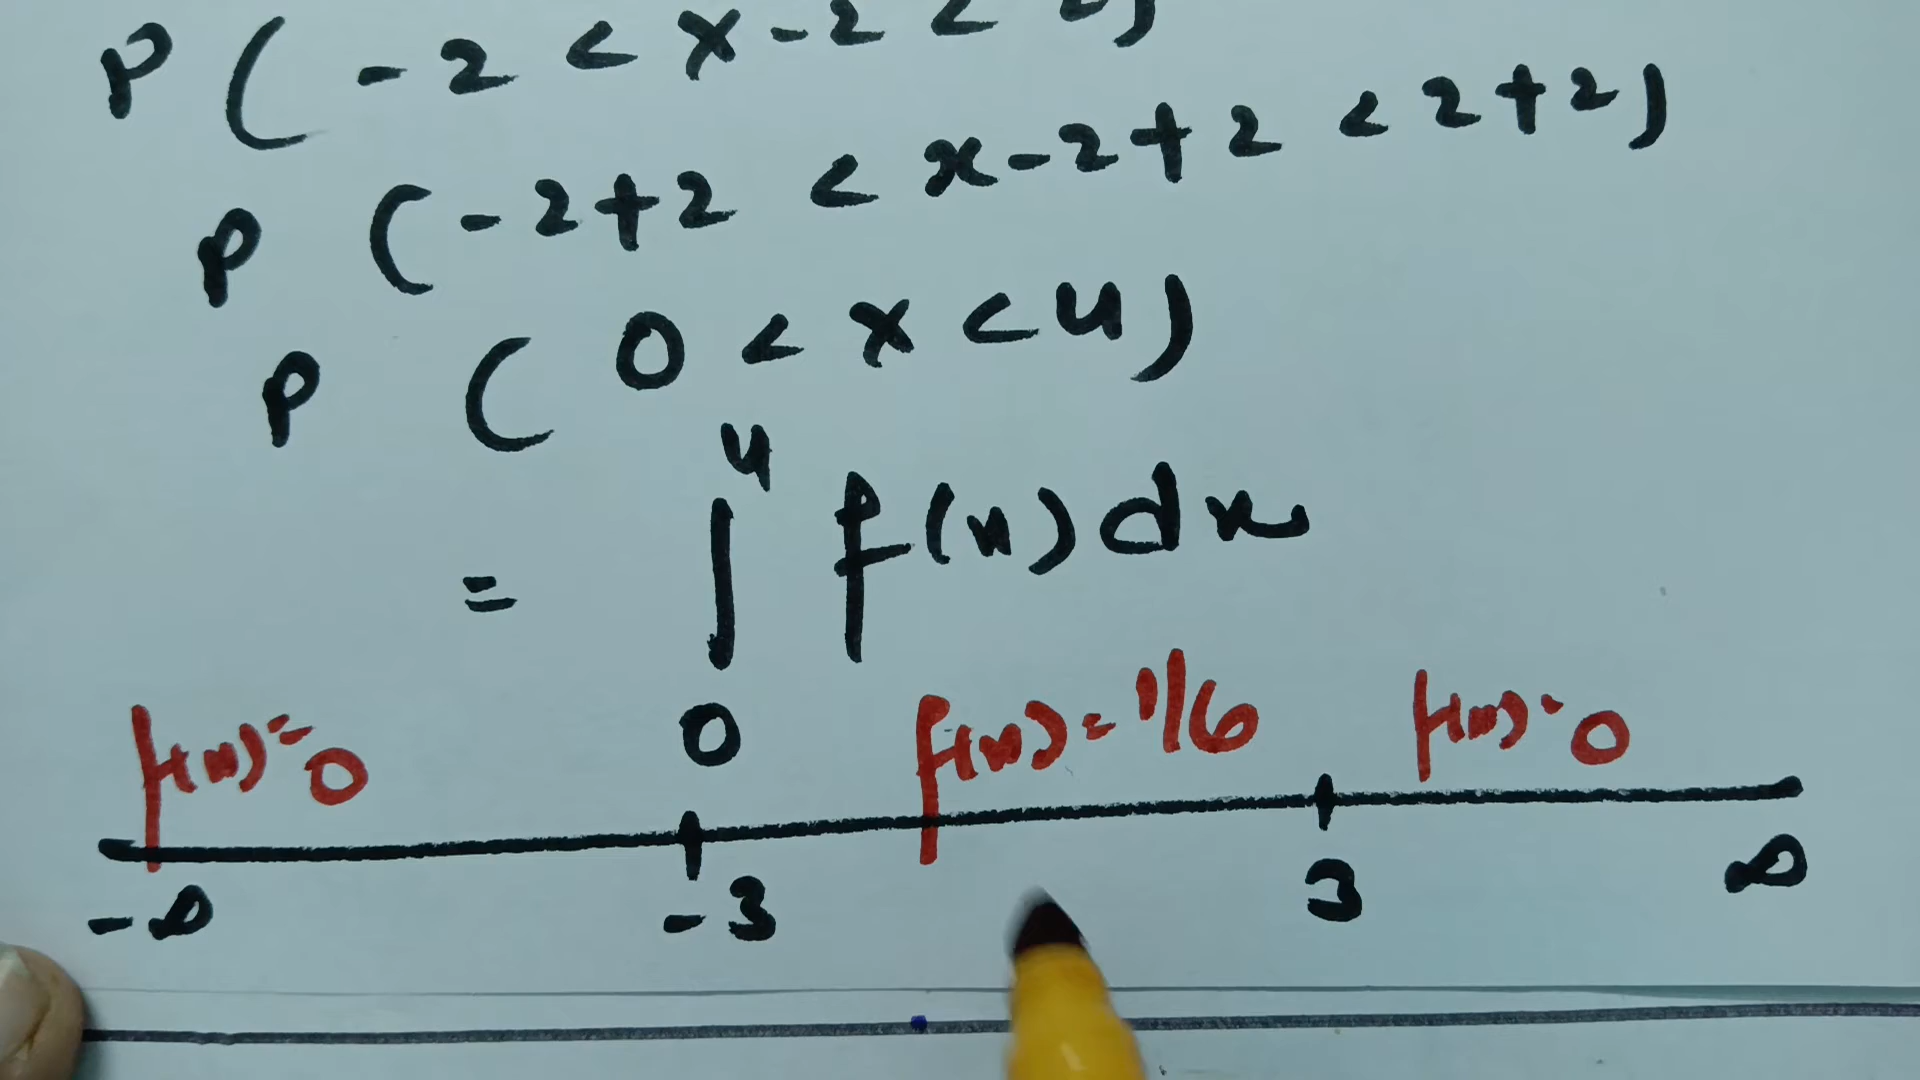 P ( -2 < x-2 < 2)
P (-2+2 < x-2+2 < 2+2)
P ( 0 < x < 4)
= ∫₀⁴ f(x) dx
f(x)=0 f(x)=1/6 f(x)=0
-∞ -3 3 ∞